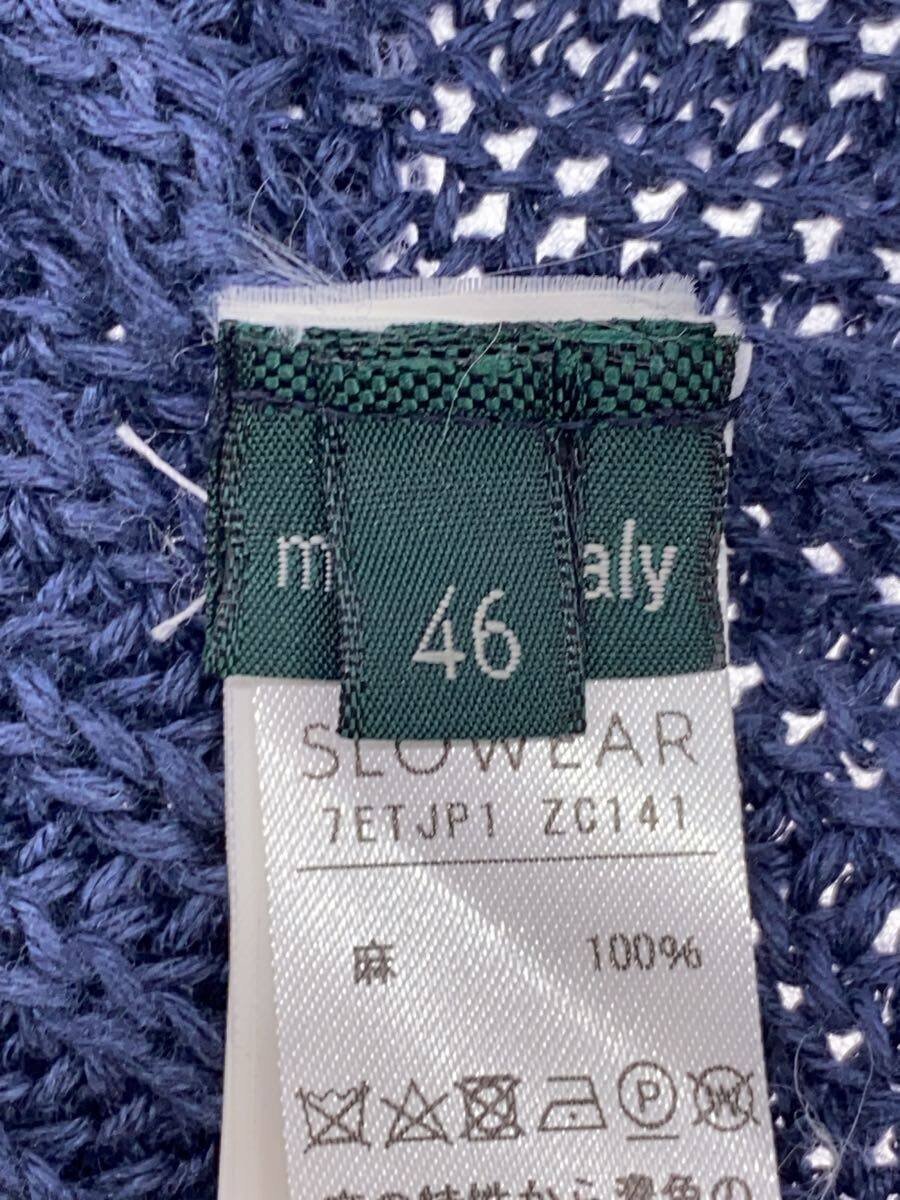 m aly
46
SLOWEAR
7ETJP1 ZC141
麻 100%
P W